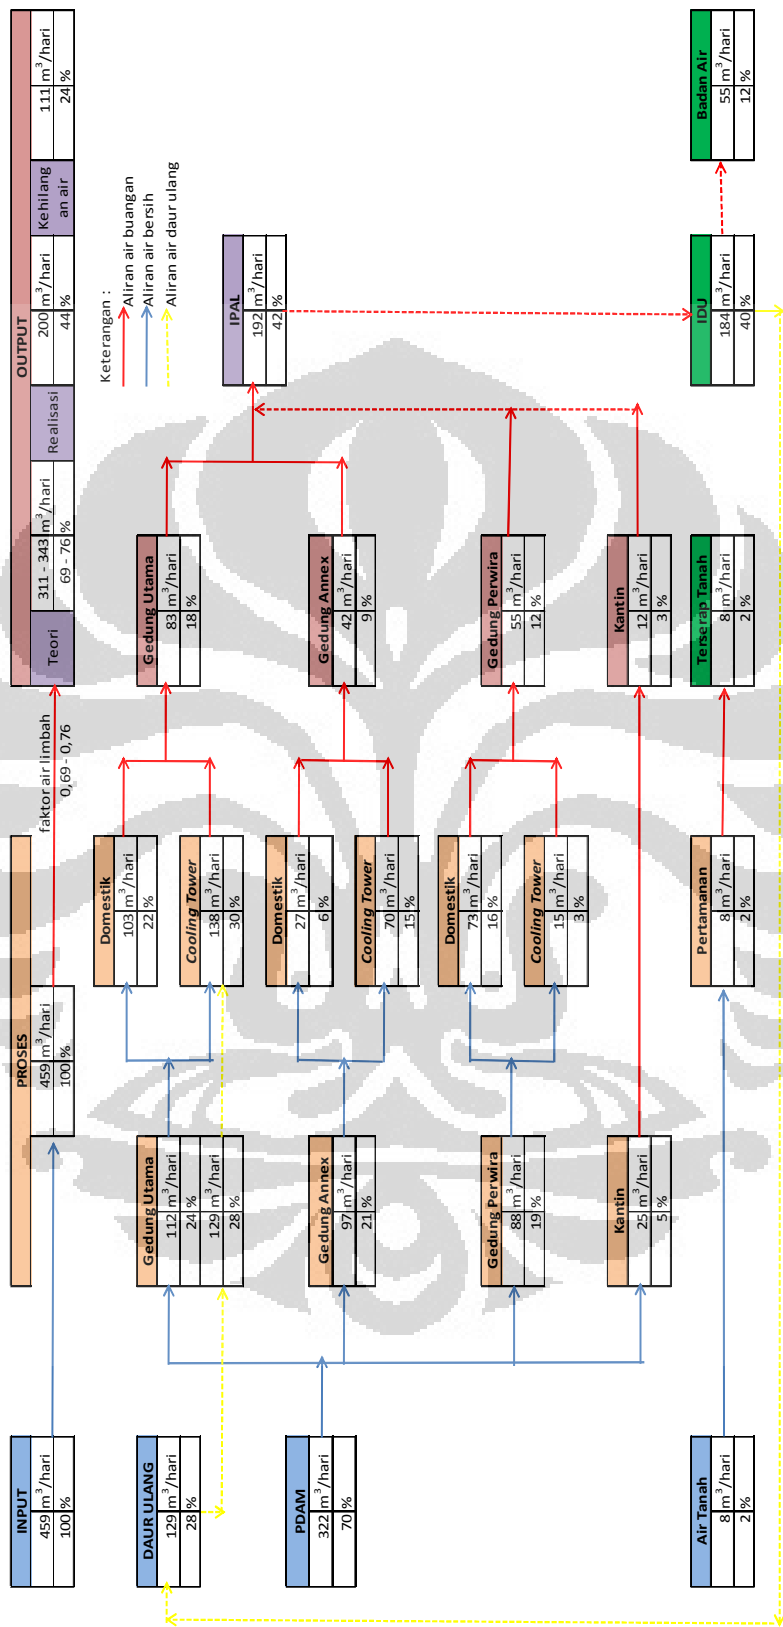 INPUT
459 m³/hari
100 %
DAUR ULANG
129 m³/hari
28 %
PDAM
322 m³/hari
70 %
Air Tanah
8 m³/hari
2 %
PROSES
459 m³/hari
100 %
Gedung Utama
112 m³/hari
24 %
129 m³/hari
28 %
Gedung Annex
97 m³/hari
21 %
Gedung Perwira
88 m³/hari
19 %
Kantin
25 m³/hari
5 %
Domestik
103 m³/hari
22 %
Cooling Tower
138 m³/hari
30 %
Domestik
27 m³/hari
6 %
Cooling Tower
70 m³/hari
15 %
Domestik
73 m³/hari
16 %
Cooling Tower
15 m³/hari
3 %
Pertamanan
8 m³/hari
2 %
faktor air limbah
0,69 - 0,76
OUTPUT
Teori
311 - 343 m³/hari
69 - 76 %
Realisasi
200 m³/hari
44 %
Kehilang
an air
111 m³/hari
24 %
Gedung Utama
83 m³/hari
18 %
Gedung Annex
42 m³/hari
9 %
Gedung Perwira
55 m³/hari
12 %
Kantin
12 m³/hari
3 %
Terserap Tanah
8 m³/hari
2 %
Keterangan :
Aliran air buangan
Aliran air bersih
Aliran air daur ulang
IPAL
192 m³/hari
42 %
IDU
184 m³/hari
40 %
Badan Air
55 m³/hari
12 %